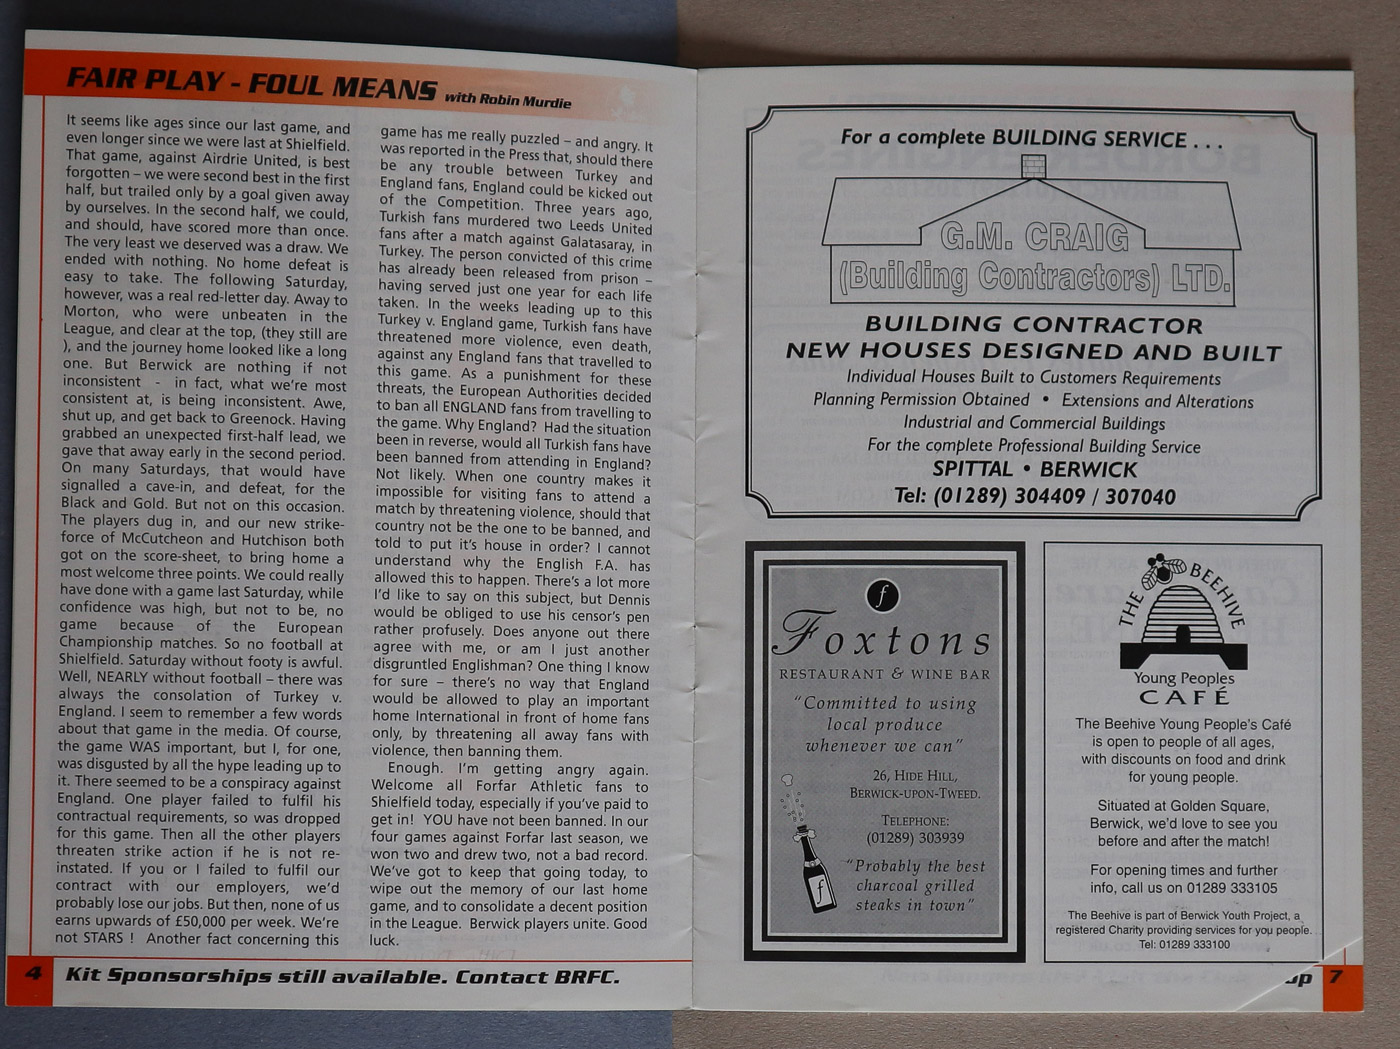 FAIR PLAY - FOUL MEANS with Robin Murdie
It seems like ages since our last game, and
even longer since we were last at Shielfield.
That game, against Airdrie United, is best
forgotten – we were second best in the first
half, but trailed only by a goal given away
by ourselves. In the second half, we could,
and should, have scored more than once.
The very least we deserved was a draw. We
ended with nothing. No home defeat is
easy to take. The following Saturday,
however, was a real red-letter day. Away to
Morton, who were unbeaten in the
League, and clear at the top, (they still are
), and the journey home looked like a long
one. But Berwick are nothing if not
inconsistent - in fact, what we're most
consistent at, is being inconsistent. Awe,
shut up, and get back to Greenock. Having
grabbed an unexpected first-half lead, we
gave that away early in the second period.
On many Saturdays, that would have
signalled a cave-in, and defeat, for the
Black and Gold. But not on this occasion.
The players dug in, and our new strike-
force of McCutcheon and Hutchison both
got on the score-sheet, to bring home a
most welcome three points. We could really
have done with a game last Saturday, while
confidence was high, but not to be, no
game because of the European
Championship matches. So no football at
Shielfield. Saturday without footy is awful.
Well, NEARLY without football – there was
always the consolation of Turkey v.
England. I seem to remember a few words
about that game in the media. Of course,
the game WAS important, but I, for one,
was disgusted by all the hype leading up to
it. There seemed to be a conspiracy against
England. One player failed to fulfil his
contractual requirements, so was dropped
for this game. Then all the other players
threaten strike action if he is not re-
instated. If you or I failed to fulfil our
contract with our employers, we'd
probably lose our jobs. But then, none of us
earns upwards of £50,000 per week. We're
not STARS ! Another fact concerning this
game has me really puzzled – and angry. It
was reported in the Press that, should there
be any trouble between Turkey and
England fans, England could be kicked out
of the Competition. Three years ago,
Turkish fans murdered two Leeds United
fans after a match against Galatasaray, in
Turkey. The person convicted of this crime
has already been released from prison –
having served just one year for each life
taken. In the weeks leading up to this
Turkey v. England game, Turkish fans have
threatened more violence, even death,
against any England fans that travelled to
this game. As a punishment for these
threats, the European Authorities decided
to ban all ENGLAND fans from travelling to
the game. Why England? Had the situation
been in reverse, would all Turkish fans have
been banned from attending in England?
Not likely. When one country makes it
impossible for visiting fans to attend a
match by threatening violence, should that
country not be the one to be banned, and
told to put it's house in order? I cannot
understand why the English F.A. has
allowed this to happen. There's a lot more
I'd like to say on this subject, but Dennis
would be obliged to use his censor's pen
rather profusely. Does anyone out there
agree with me, or am I just another
disgruntled Englishman? One thing I know
for sure – there's no way that England
would be allowed to play an important
home International in front of home fans
only, by threatening all away fans with
violence, then banning them.
Enough. I'm getting angry again.
Welcome all Forfar Athletic fans to
Shielfield today, especially if you've paid to
get in! YOU have not been banned. In our
four games against Forfar last season, we
won two and drew two, not a bad record.
We've got to keep that going today, to
wipe out the memory of our last home
game, and to consolidate a decent position
in the League. Berwick players unite. Good
luck.
4 Kit Sponsorships still available. Contact BRFC.
For a complete BUILDING SERVICE . . .
G.M. CRAIG
(Building Contractors) LTD.
BUILDING CONTRACTOR
NEW HOUSES DESIGNED AND BUILT
Individual Houses Built to Customers Requirements
Planning Permission Obtained • Extensions and Alterations
Industrial and Commercial Buildings
For the complete Professional Building Service
SPITTAL • BERWICK
Tel: (01289) 304409 / 307040
f
Foxtons
RESTAURANT & WINE BAR
"Committed to using
local produce
whenever we can"
26, HIDE HILL,
BERWICK-UPON-TWEED.
TELEPHONE:
(01289) 303939
"Probably the best
charcoal grilled
steaks in town"
f
THE BEEHIVE
Young Peoples
CAFÉ
The Beehive Young People's Café
is open to people of all ages,
with discounts on food and drink
for young people.
Situated at Golden Square,
Berwick, we'd love to see you
before and after the match!
For opening times and further
info, call us on 01289 333105
The Beehive is part of Berwick Youth Project, a
registered Charity providing services for you people.
Tel: 01289 333100
up 7